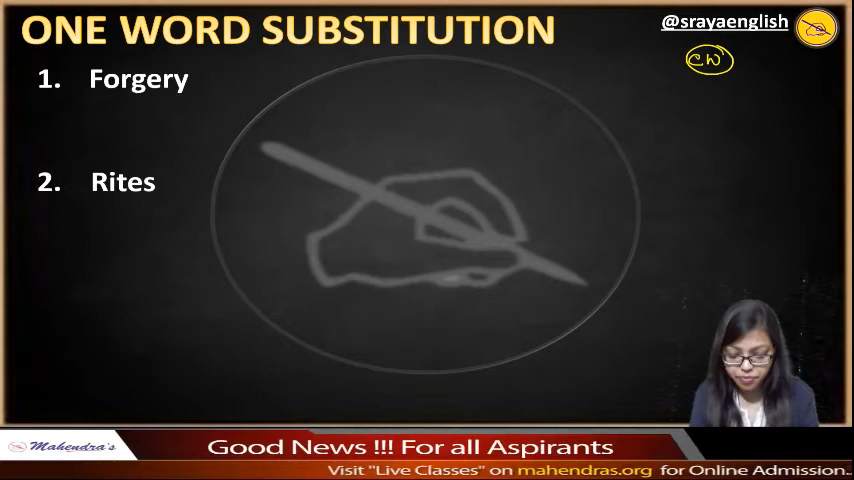 ONE WORD SUBSTITUTION
@srayaenglish
CW
1. Forgery
2. Rites
Mahendra's
Good News !!! For all Aspirants
Visit "Live Classes" on mahendras.org for Online Admission..